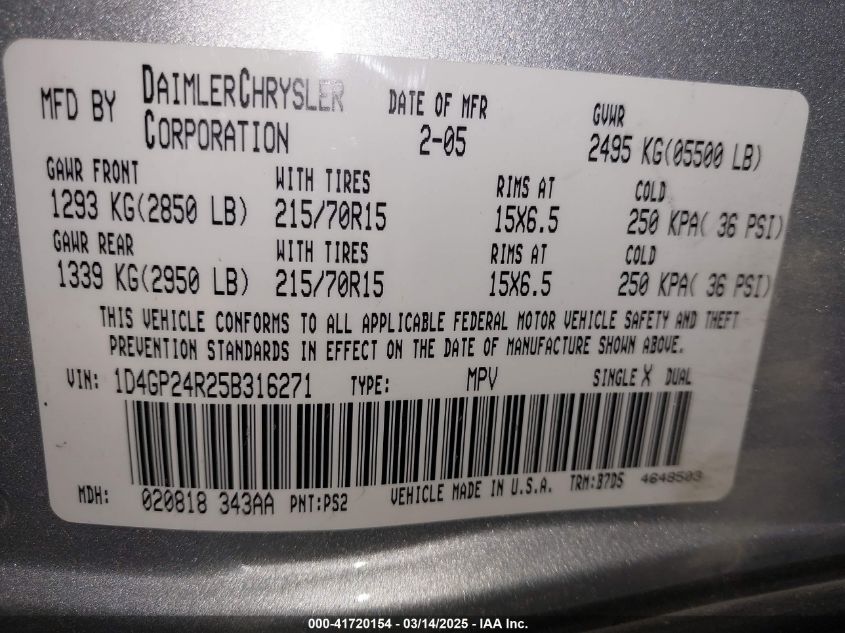 MFD BY DAIMLERCHRYSLER CORPORATION
DATE OF MFR 2-05
GVWR 2495 KG(05500 LB)
GAWR FRONT WITH TIRES RIMS AT COLD
1293 KG(2850 LB) 215/70R15 15X6.5 250 KPA( 36 PSI)
GAWR REAR WITH TIRES RIMS AT COLD
1339 KG(2950 LB) 215/70R15 15X6.5 250 KPA( 36 PSI)
THIS VEHICLE CONFORMS TO ALL APPLICABLE FEDERAL MOTOR VEHICLE SAFETY AND THEFT
PREVENTION STANDARDS IN EFFECT ON THE DATE OF MANUFACTURE SHOWN ABOVE.
VIN: 1D4GP24R25B316271 TYPE: MPV SINGLE X DUAL
MDH: 020818 343AA PNT:PS2 VEHICLE MADE IN U.S.A. TRM:B7D5 4648503
000-41720154 - 03/14/2025 - IAA Inc.